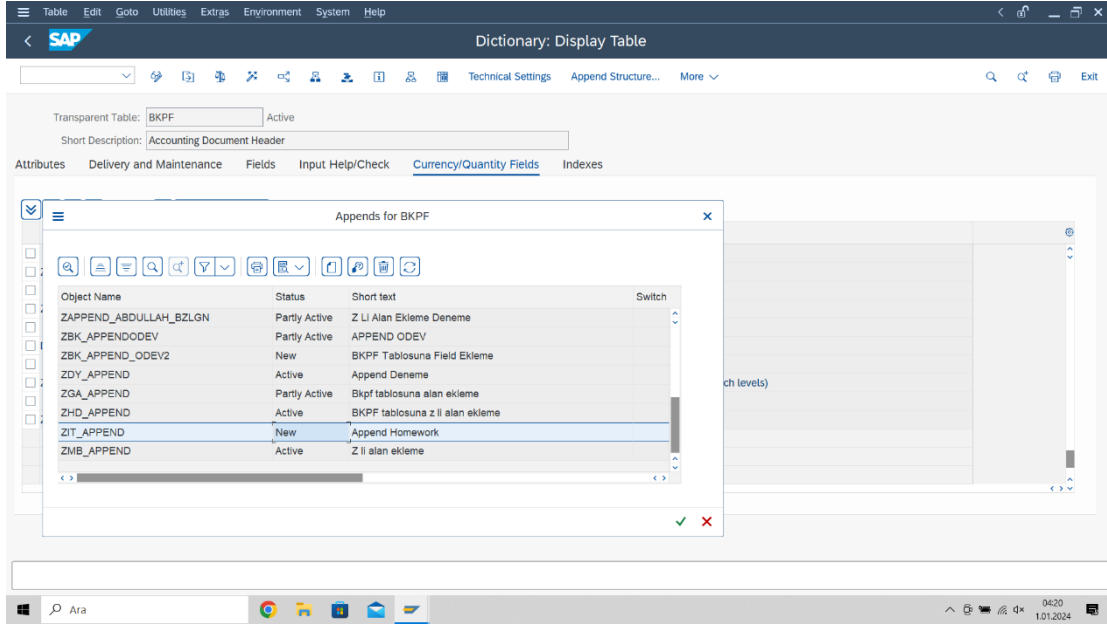 Table Edit Goto Utilities Extras Environment System Help
SAP Dictionary: Display Table
Technical Settings Append Structure... More Exit
Transparent Table: BKPF Active
Short Description: Accounting Document Header
Attributes Delivery and Maintenance Fields Input Help/Check Currency/Quantity Fields Indexes
Appends for BKPF
Object Name Status Short text Switch
ZAPPEND_ABDULLAH_BZLGN Partly Active Z Li Alan Ekleme Deneme
ZBK_APPENDODEV Partly Active APPEND ODEV
ZBK_APPEND_ODEV2 New BKPF Tablosuna Field Ekleme
ZDY_APPEND Active Append Deneme
ZGA_APPEND Partly Active Bkpf tablosuna alan ekleme
ch levels)
ZHD_APPEND Active BKPF tablosuna z li alan ekleme
ZIT_APPEND New Append Homework
ZMB_APPEND Active Z li alan ekleme
Ara
04:20
1.01.2024